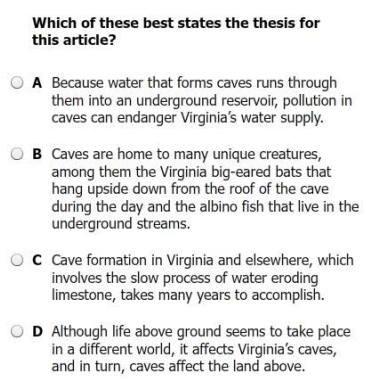 Which of these best states the thesis for
this article?
A Because water that forms caves runs through
them into an underground reservoir, pollution in
caves can endanger Virginia's water supply.
B Caves are home to many unique creatures,
among them the Virginia big-eared bats that
hang upside down from the roof of the cave
during the day and the albino fish that live in the
underground streams.
C Cave formation in Virginia and elsewhere, which
involves the slow process of water eroding
limestone, takes many years to accomplish.
D Although life above ground seems to take place
in a different world, it affects Virginia's caves,
and in turn, caves affect the land above.